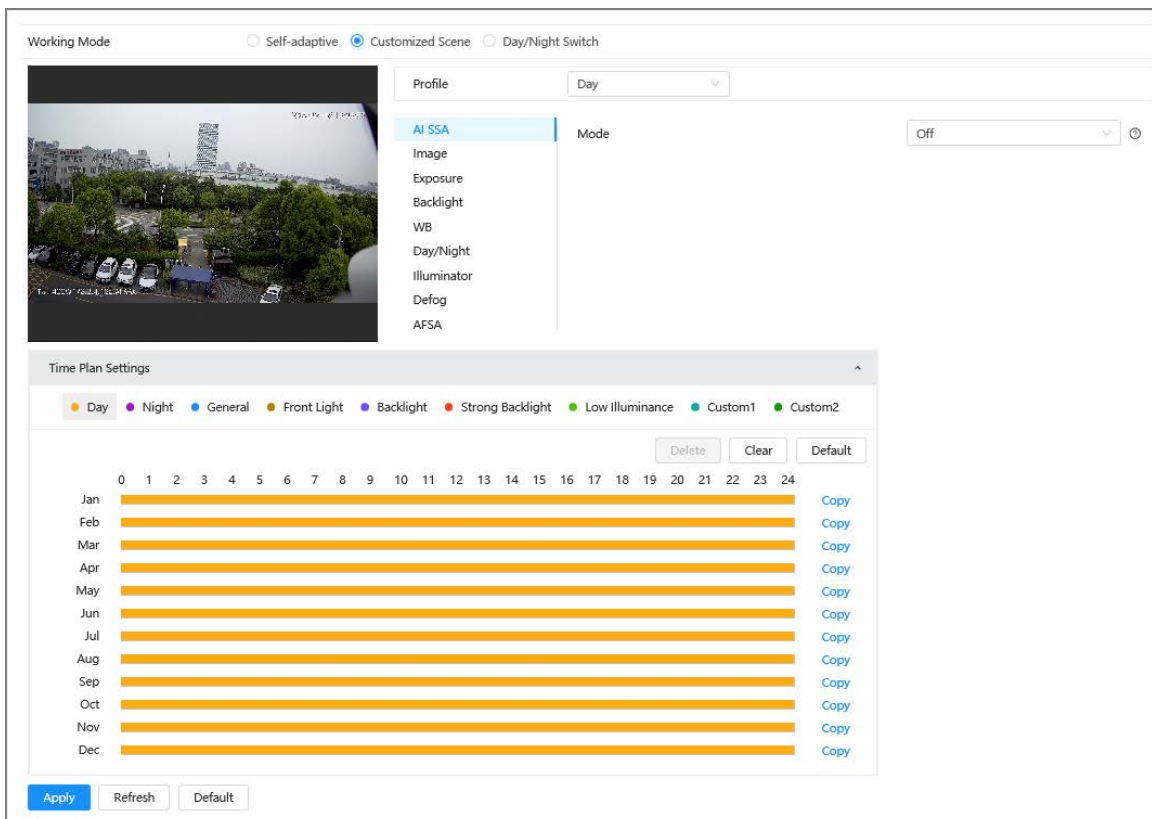 Working Mode Self-adaptive Customized Scene Day/Night Switch
Profile Day
AI SSA Mode Off
Image
Exposure
Backlight
WB
Day/Night
Illuminator
Defog
AFSA
Time Plan Settings
Day Night General Front Light Backlight Strong Backlight Low Illuminance Custom1 Custom2
Delete Clear Default
0 1 2 3 4 5 6 7 8 9 10 11 12 13 14 15 16 17 18 19 20 21 22 23 24
Jan Copy
Feb Copy
Mar Copy
Apr Copy
May Copy
Jun Copy
Jul Copy
Aug Copy
Sep Copy
Oct Copy
Nov Copy
Dec Copy
Apply Refresh Default